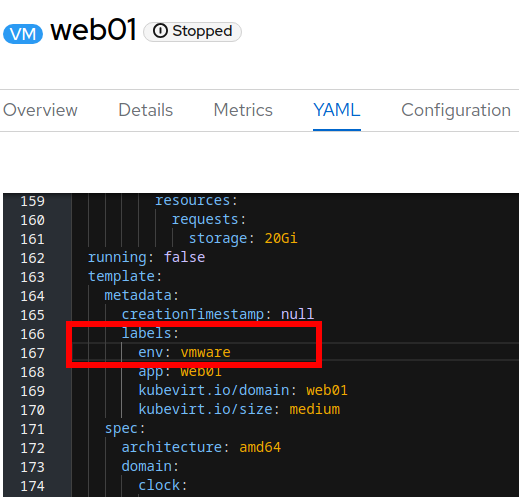 VM web01 Stopped
Overview Details Metrics YAML Configuration
159 resources:
160 requests:
161 storage: 20Gi
162 running: false
163 template:
164 metadata:
165 creationTimestamp: null
166 labels:
167 env: vmware
168 app: web01
169 kubevirt.io/domain: web01
170 kubevirt.io/size: medium
171 spec:
172 architecture: amd64
173 domain:
174 clock: